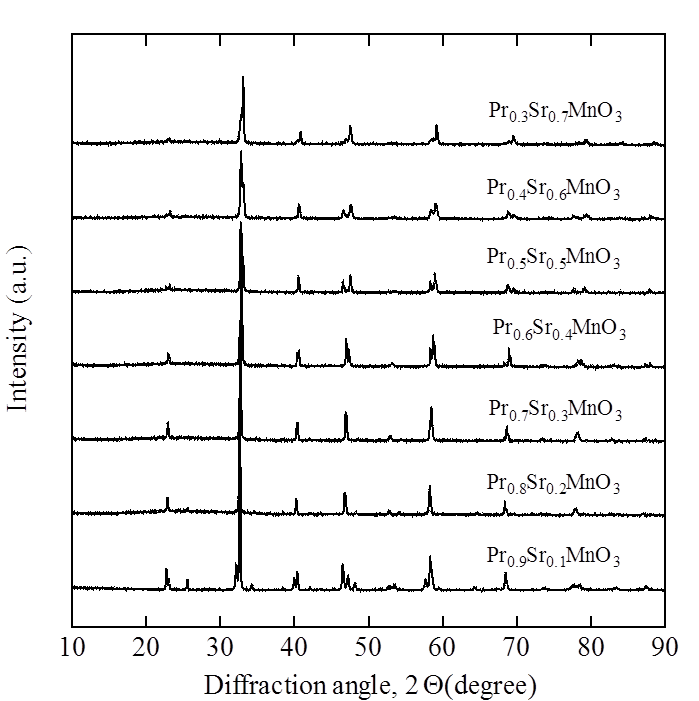 Pr0.3Sr0.7MnO3
Pr0.4Sr0.6MnO3
Pr0.5Sr0.5MnO3
Pr0.6Sr0.4MnO3
Pr0.7Sr0.3MnO3
Pr0.8Sr0.2MnO3
Pr0.9Sr0.1MnO3
Intensity (a.u.)
10 20 30 40 50 60 70 80 90
Diffraction angle, 2 Θ(degree)